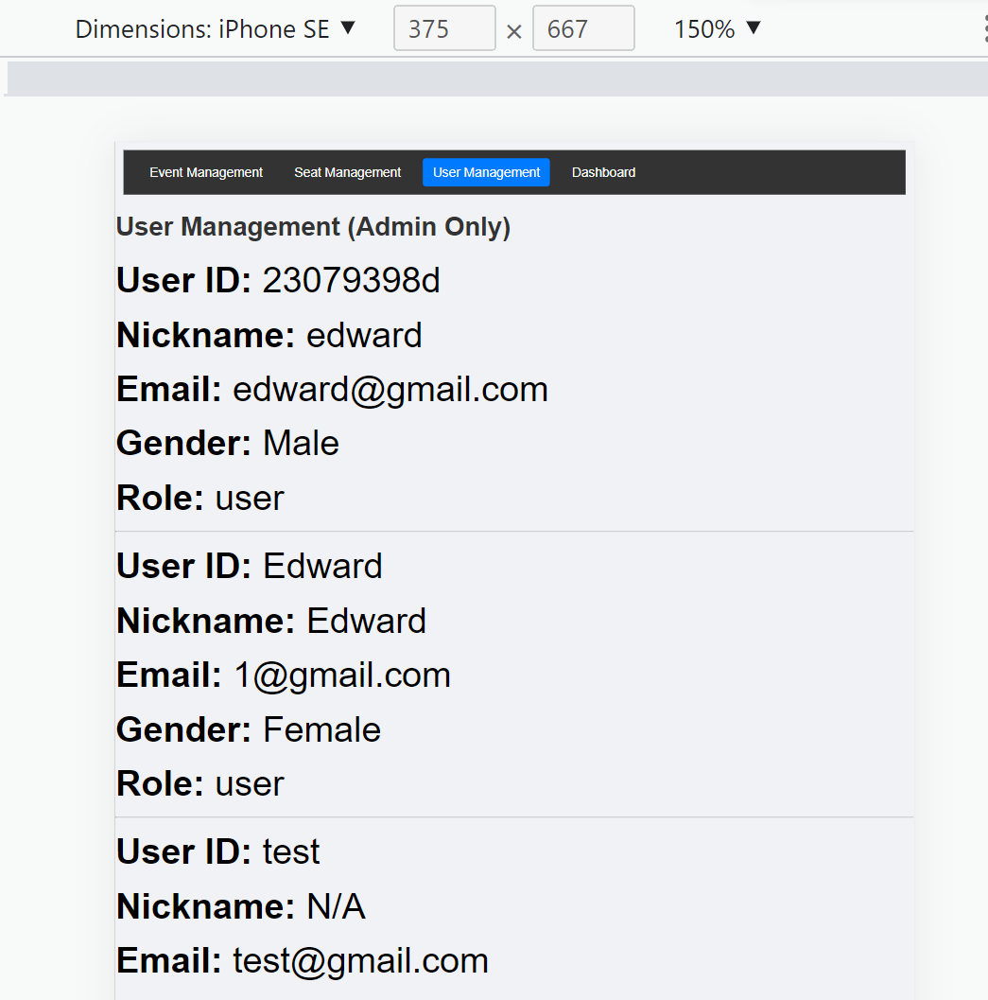 Dimensions: iPhone SE ▼ 375 × 667 150% ▼
Event Management Seat Management User Management Dashboard
User Management (Admin Only)
User ID: 23079398d
Nickname: edward
Email: edward@gmail.com
Gender: Male
Role: user
User ID: Edward
Nickname: Edward
Email: 1@gmail.com
Gender: Female
Role: user
User ID: test
Nickname: N/A
Email: test@gmail.com